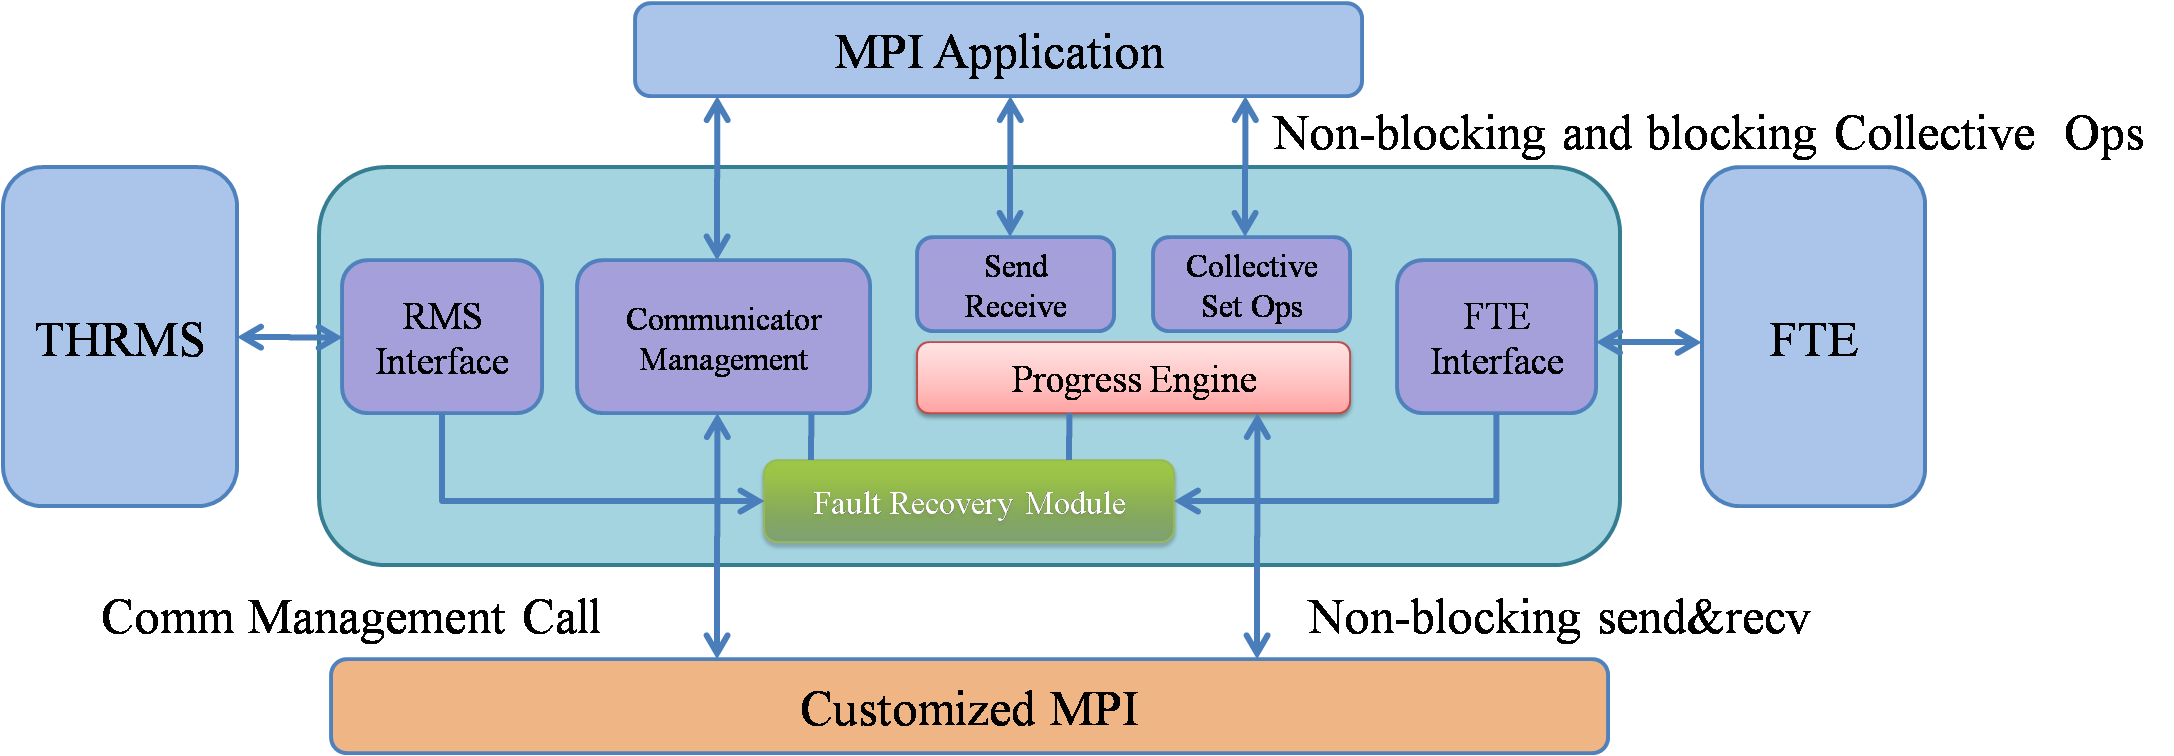 MPI Application
Non-blocking and blocking Collective Ops
THRMS
RMS
Interface
Communicator
Management
Send
Receive
Collective
Set Ops
Progress Engine
FTE
Interface
FTE
Fault Recovery Module
Comm Management Call
Non-blocking send&recv
Customized MPI